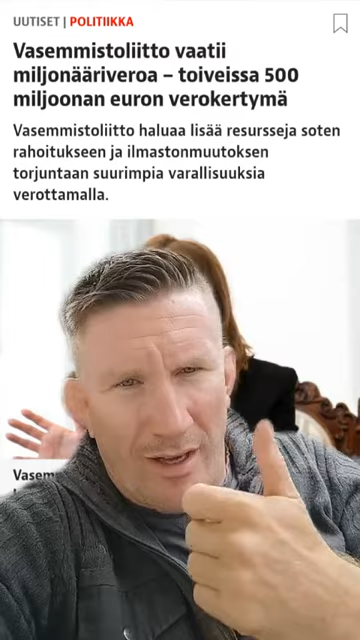 UUTISET | POLITIIKKA
Vasemmistoliitto vaatii
miljonääriveroa – toiveissa 500
miljoonan euron verokertymä
Vasemmistoliitto haluaa lisää resursseja soten
rahoitukseen ja ilmastonmuutoksen
torjuntaan suurimpia varallisuuksia
verottamalla.